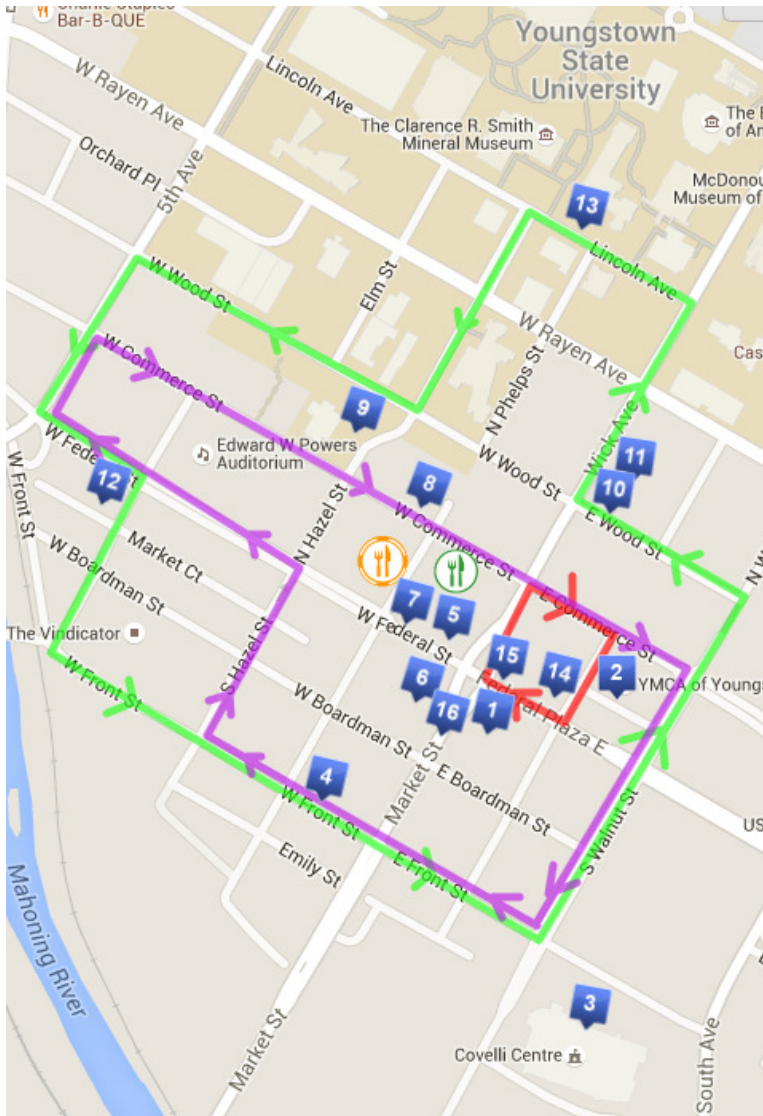 Charlie Staples
Bar-B-QUE
Youngstown
State
University
Lincoln Ave
W Rayen Ave
The Clarence R. Smith
Mineral Museum
The B
of Am
Orchard Pl
5th Ave
McDonou
Museum of
13
Lincoln Ave
W Wood St
Elm St
W Rayen Ave
W Commerce St
N Phelps St
Cas
9
Wick Ave
W Federal St
Edward W Powers
Auditorium
W Wood St
11
12
8
10
W Front St
N Hazel St
W Commerce St
E Wood St
Market Ct
W Boardman St
N W
7
5
E Commerce St
The Vindicator
W Federal St
S Hazel St
15
14
2
YMCA of Youngs
6
W Front St
16
1
Federal Plaza E
W Boardman St
4
Market St
E Boardman St
W Front St
S Walnut St
US
Emily St
E Front St
Mahoning River
3
Market St
Covelli Centre
South Ave